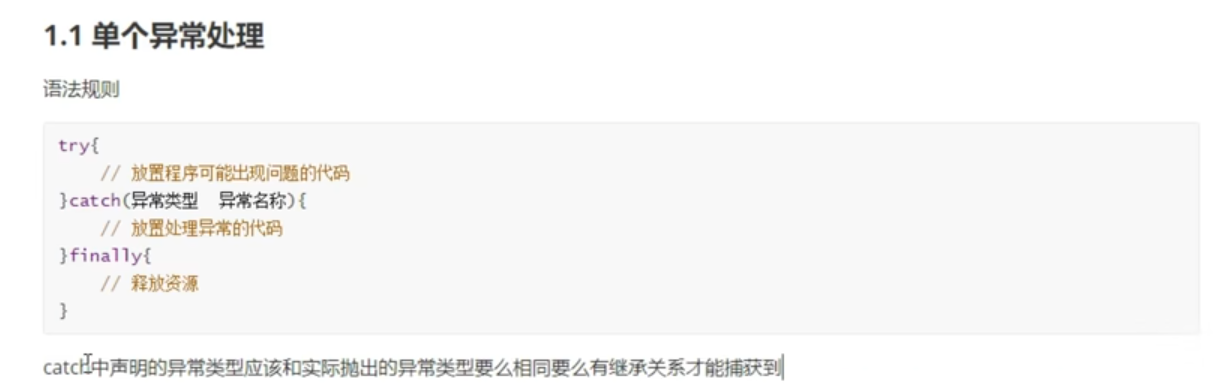 1.1 单个异常处理
语法规则
try{
// 放置程序可能出现问题的代码
}catch(异常类型 异常名称){
// 放置处理异常的代码
}finally{
// 释放资源
}
catch中声明的异常类型应该和实际抛出的异常类型要么相同要么有继承关系才能捕获到